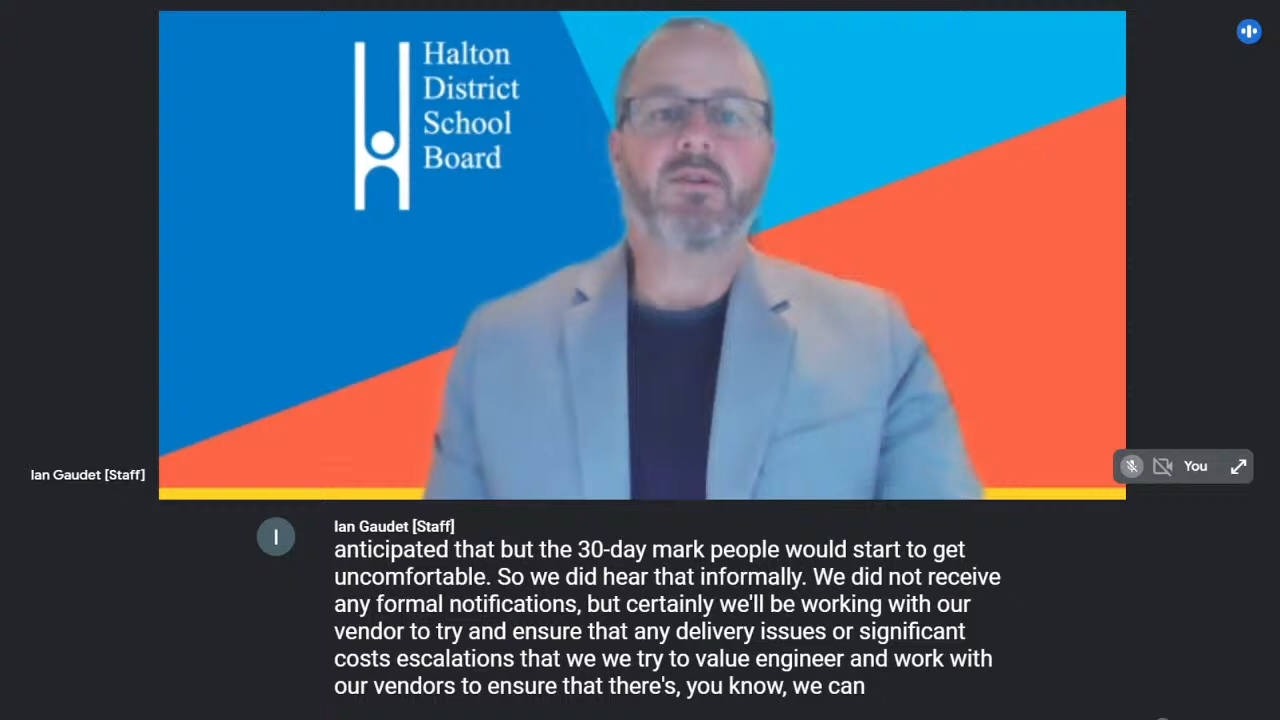 Halton
District
School
Board
Ian Gaudet [Staff]
You
I
Ian Gaudet [Staff]
anticipated that but the 30-day mark people would start to get
uncomfortable. So we did hear that informally. We did not receive
any formal notifications, but certainly we'll be working with our
vendor to try and ensure that any delivery issues or significant
costs escalations that we we try to value engineer and work with
our vendors to ensure that there's, you know, we can